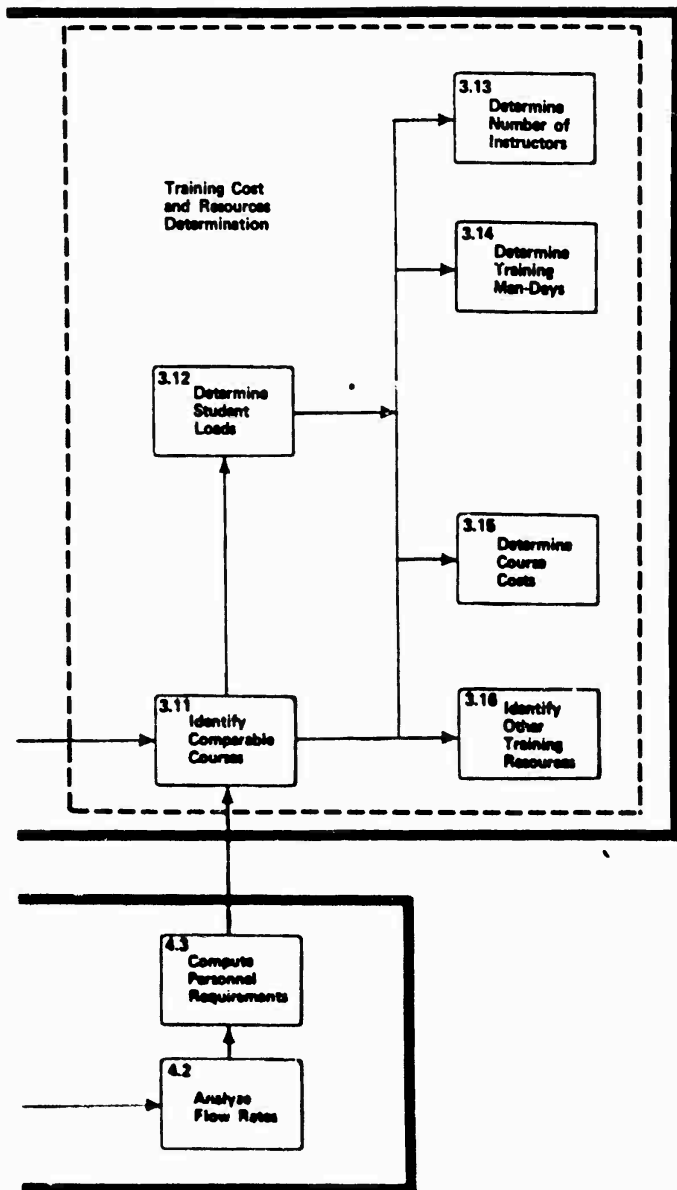 3.13
Determine
Number of
Instructors
Training Cost
and Resources
Determination
3.14
Determine
Training
Man-Days
3.12
Determine
Student
Loads
3.15
Determine
Course
Costs
3.11
Identify
Comparable
Courses
3.16
Identify
Other
Training
Resources
4.3
Compute
Personnel
Requirements
4.2
Analyze
Flow Rates